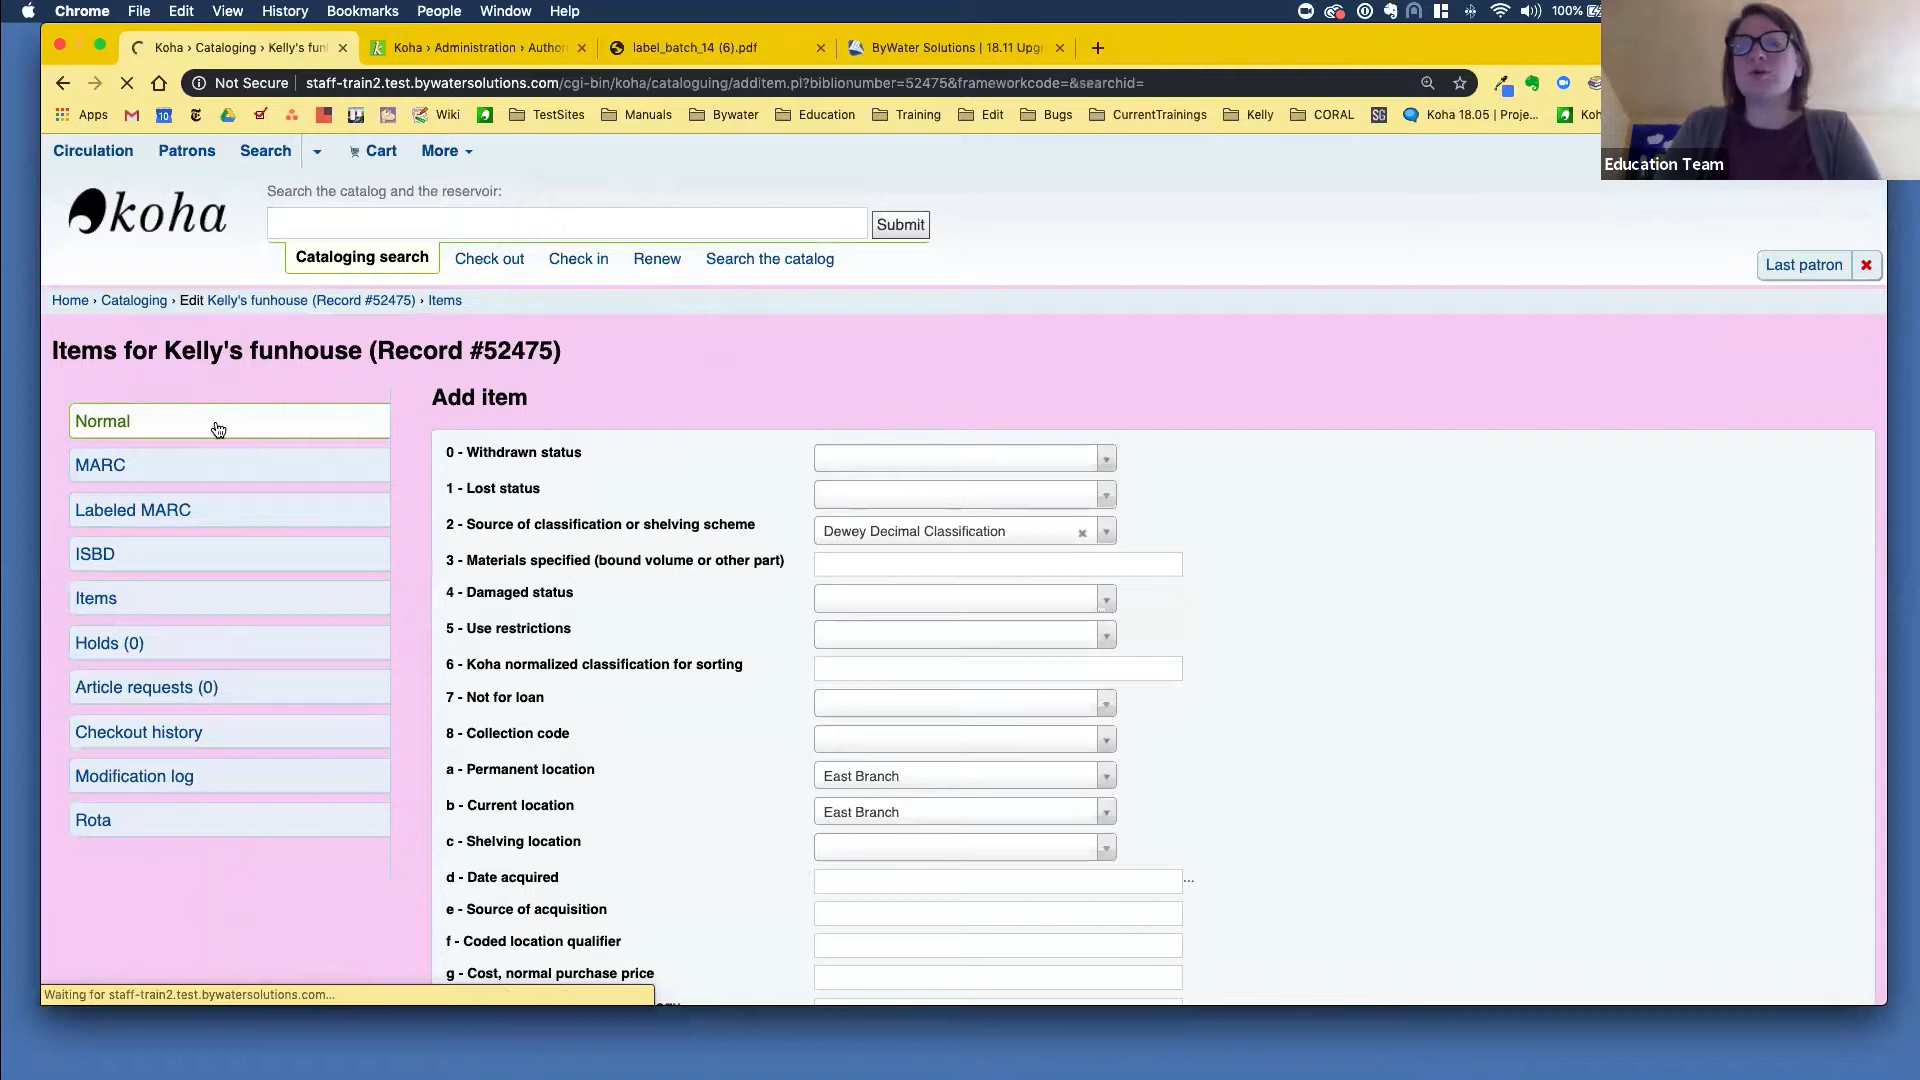 Chrome File Edit View History Bookmarks People Window Help 100%
Koha › Cataloging › Kelly's fun
Koha › Administration › Author
label_batch_14 (6).pdf
ByWater Solutions | 18.11 Upg
Not Secure | staff-train2.test.bywatersolutions.com/cgi-bin/koha/cataloguing/additem.pl?biblionumber=52475&frameworkcode=&searchid=
Apps Wiki TestSites Manuals Bywater Education Training Edit Bugs CurrentTrainings Kelly CORAL SG Koha 18.05 | Proje... Koh
Education Team
Circulation Patrons Search Cart More
koha
Search the catalog and the reservoir:
Submit
Cataloging search Check out Check in Renew Search the catalog
Last patron
Home › Cataloging › Edit Kelly's funhouse (Record #52475) › Items
Items for Kelly's funhouse (Record #52475)
Normal
MARC
Labeled MARC
ISBD
Items
Holds (0)
Article requests (0)
Checkout history
Modification log
Rota
Add item
0 - Withdrawn status
1 - Lost status
2 - Source of classification or shelving scheme Dewey Decimal Classification
3 - Materials specified (bound volume or other part)
4 - Damaged status
5 - Use restrictions
6 - Koha normalized classification for sorting
7 - Not for loan
8 - Collection code
a - Permanent location East Branch
b - Current location East Branch
c - Shelving location
d - Date acquired ...
e - Source of acquisition
f - Coded location qualifier
g - Cost, normal purchase price
Waiting for staff-train2.test.bywatersolutions.com...